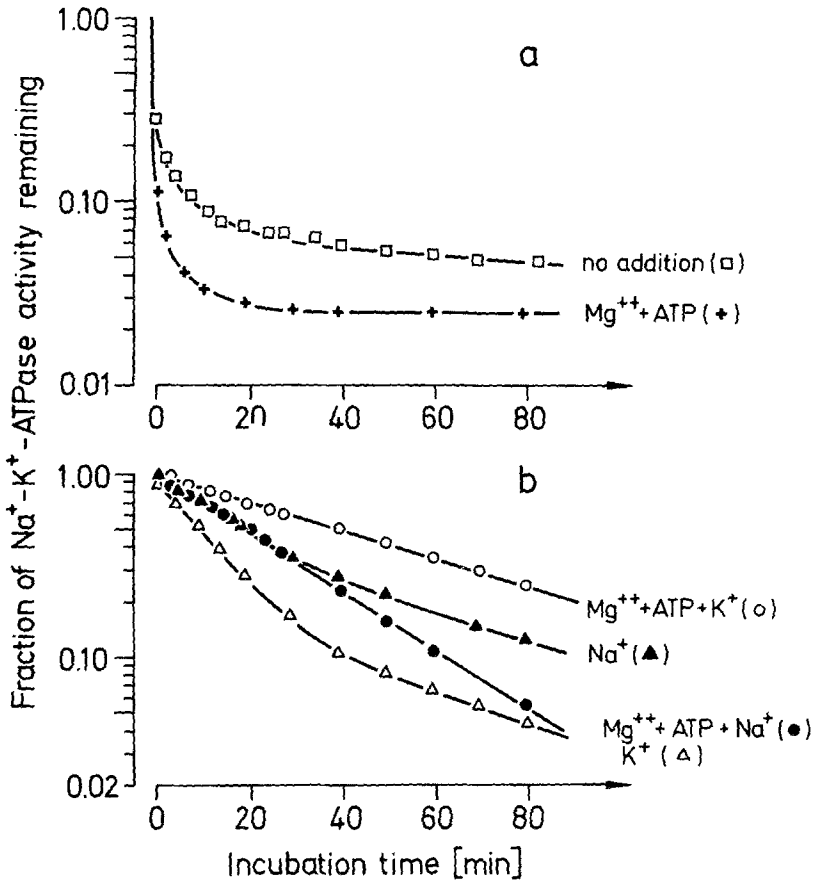 Fraction of Na⁺-K⁺-ATPase activity remaining
a
1.00
0.10
0.01
no addition (□)
Mg⁺⁺+ATP (+)
0 20 40 60 80
b
1.00
0.10
0.02
Mg⁺⁺+ATP+K⁺(○)
Na⁺(▲)
Mg⁺⁺+ATP+Na⁺(●)
K⁺ (△)
0 20 40 60 80
Incubation time [min]